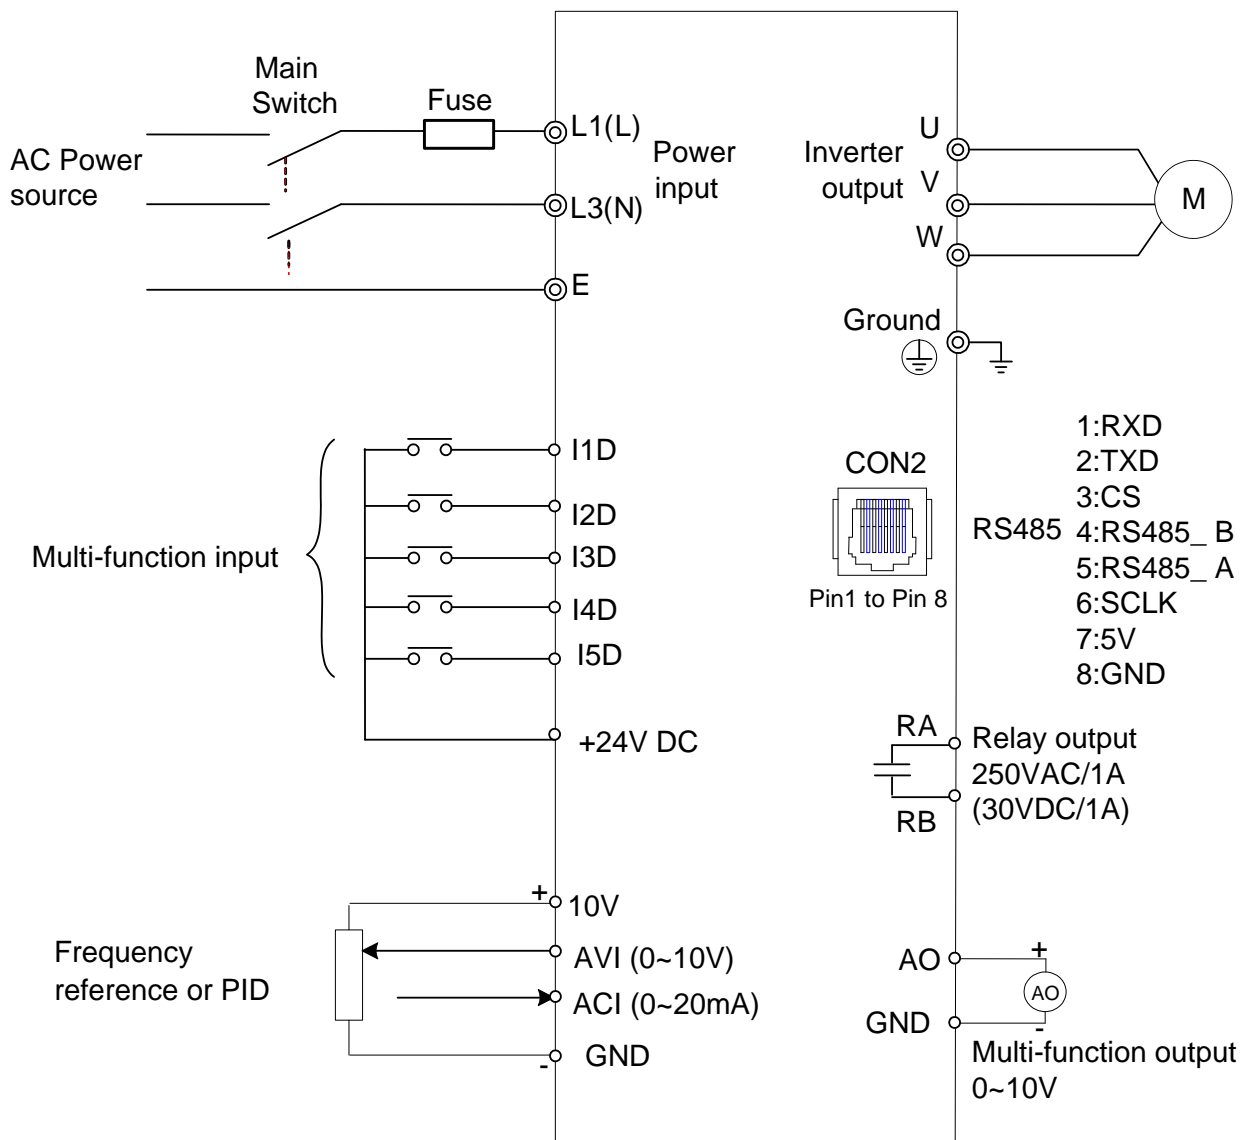 Main
Switch
Fuse
AC Power
source
L1(L)
L3(N)
E
Power
input
Inverter
output
U
V
W
M
Ground
Multi-function input
I1D
I2D
I3D
I4D
I5D
+24V DC
CON2
Pin1 to Pin 8
RS485
1:RXD
2:TXD
3:CS
4:RS485_ B
5:RS485_ A
6:SCLK
7:5V
8:GND
RA
RB
Relay output
250VAC/1A
(30VDC/1A)
Frequency
reference or PID
+
10V
AVI (0~10V)
ACI (0~20mA)
-
GND
AO
GND
+
AO
-
Multi-function output
0~10V